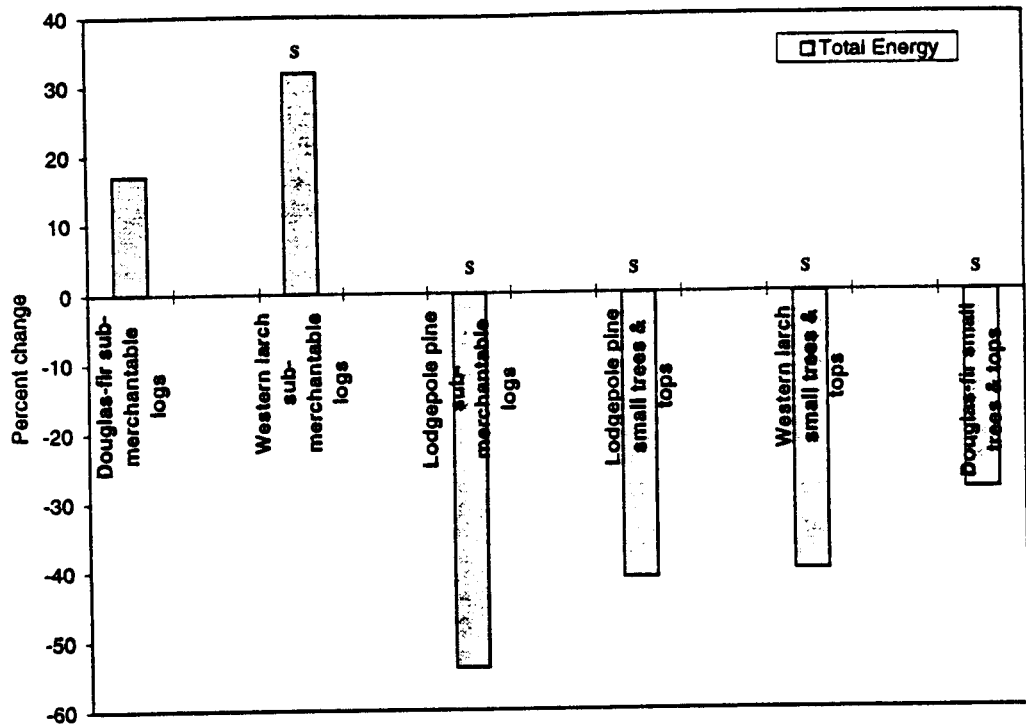 40
30
20
10
0
-10
-20
-30
-40
-50
-60
Percent change
Total Energy
s
s
s
s
s
Douglas-fir sub-
merchantable
logs
Western larch
sub-
merchantable
logs
Lodgepole pine
sub-
merchantable
logs
Lodgepole pine
small trees &
tops
Western larch
small trees &
tops
Douglas-fir small
trees & tops